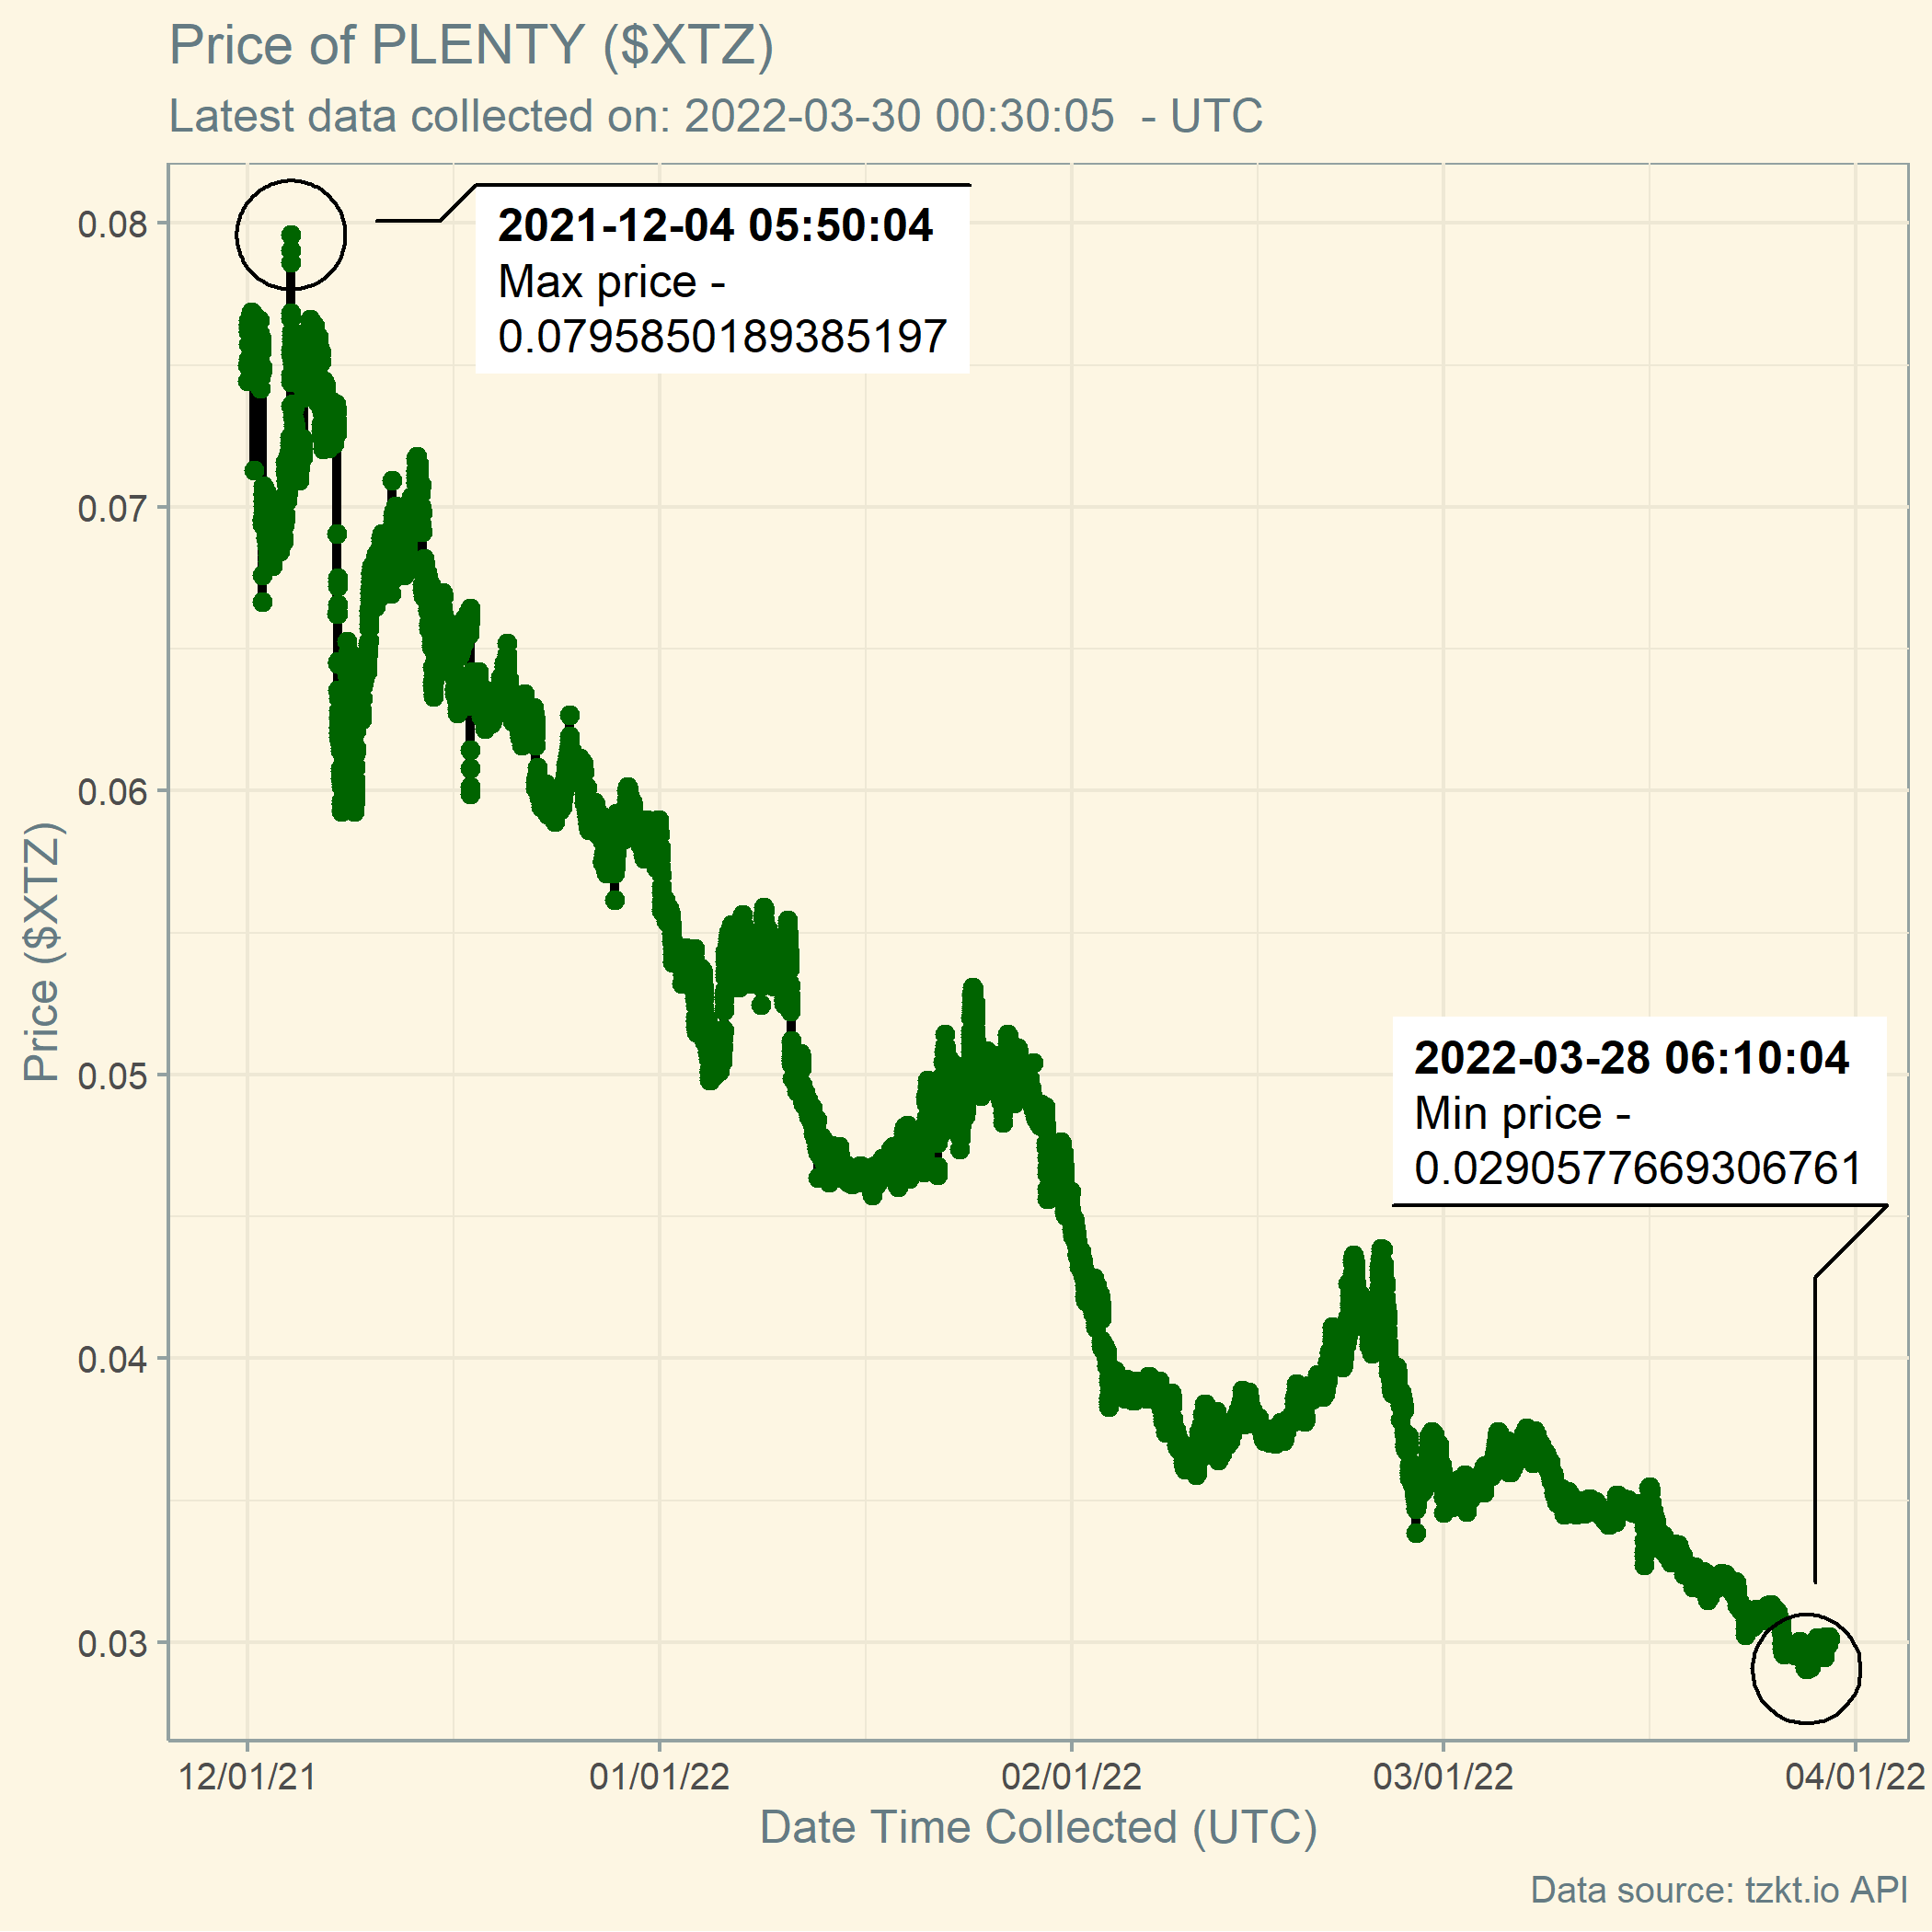 Price of PLENTY ($XTZ)
Latest data collected on: 2022-03-30 00:30:05  - UTC
2021-12-04 05:50:04
Max price -
0.0795850189385197
2022-03-28 06:10:04
Min price -
0.0290577669306761
Price ($XTZ)
0.08
0.07
0.06
0.05
0.04
0.03
12/01/21
01/01/22
02/01/22
03/01/22
04/01/22
Date Time Collected (UTC)
Data source: tzkt.io API